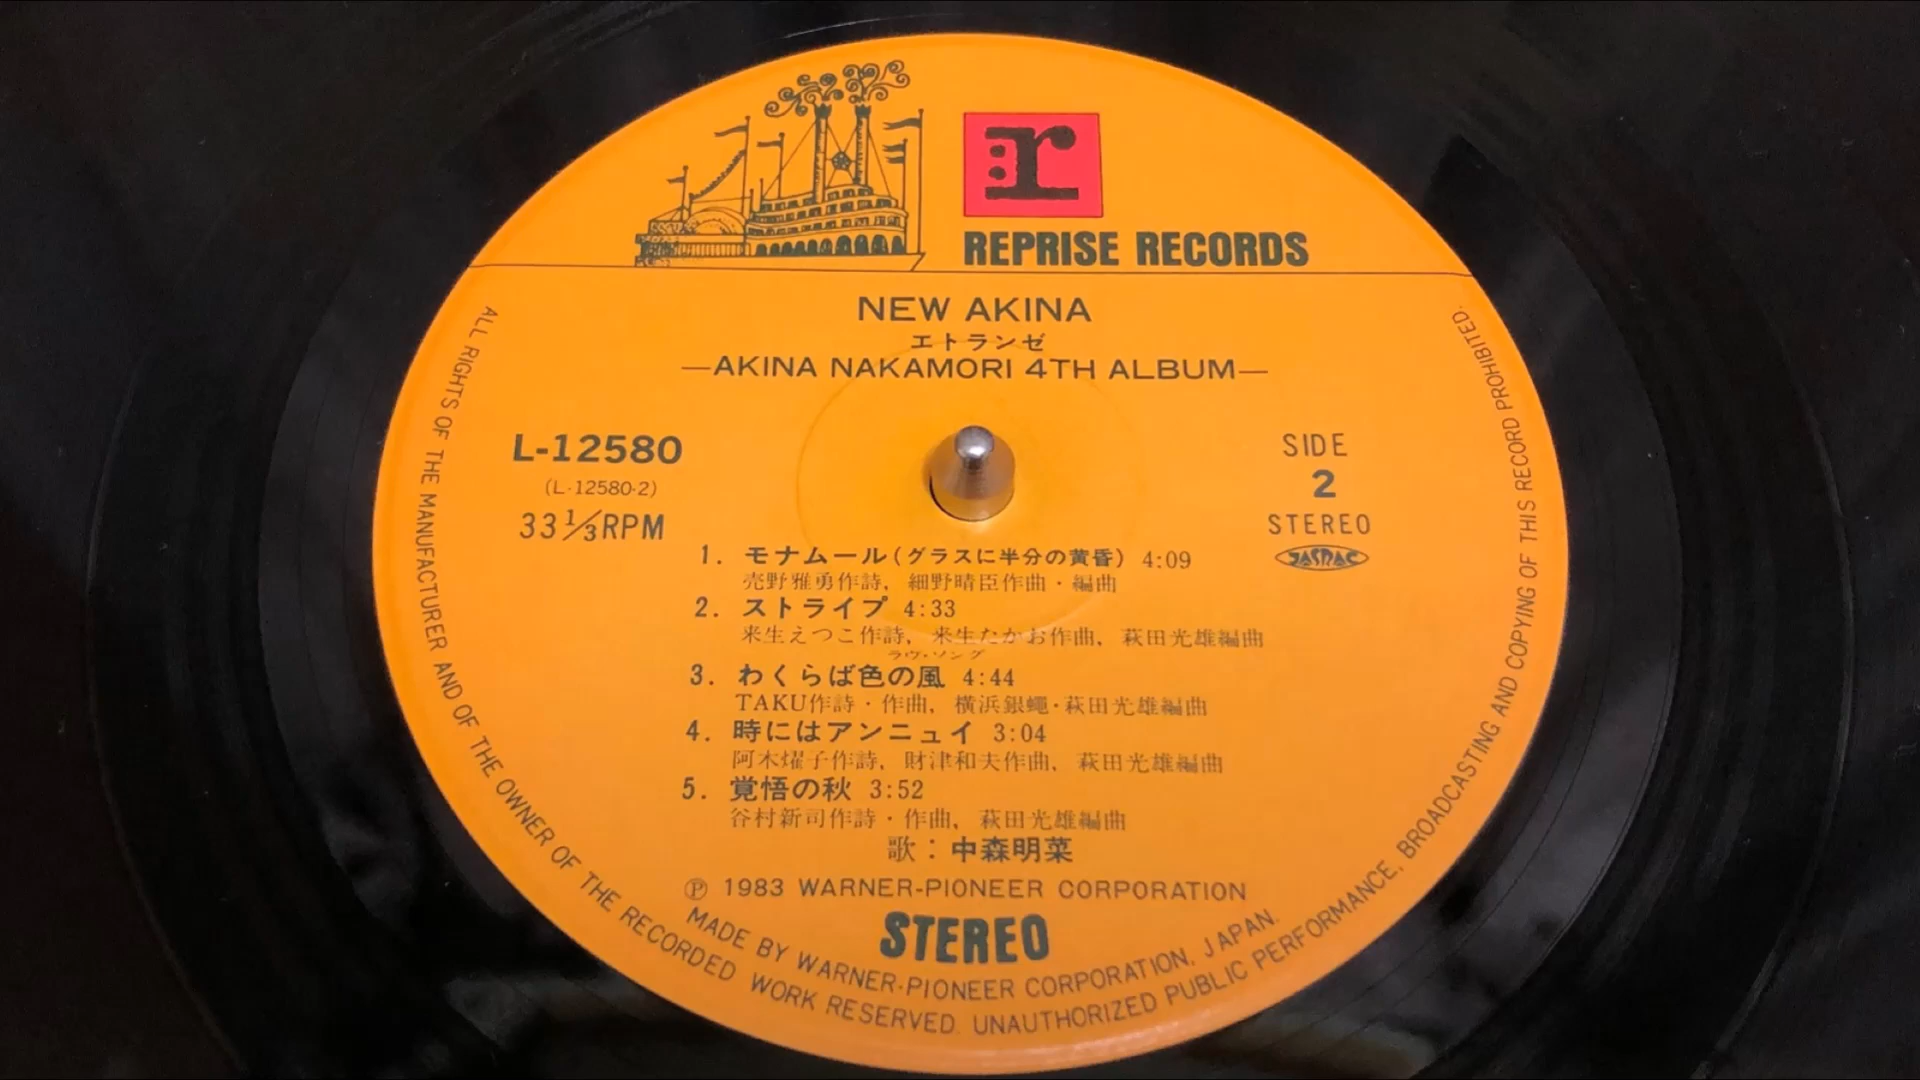 r:
REPRISE RECORDS
NEW AKINA
エトランゼ
—AKINA NAKAMORI 4TH ALBUM—
L-12580
(L-12580-2)
33 1/3 RPM
SIDE
2
STEREO
JASRAC
1. モナムール(グラスに半分の黄昏) 4:09
売野雅勇作詩, 細野晴臣作曲・編曲
2. ストライプ 4:33
来生えつこ作詩, 来生たかお作曲, 萩田光雄編曲
ラヴ・ソング
3. わくらば色の風 4:44
TAKU作詩・作曲, 横浜銀蝿・萩田光雄編曲
4. 時にはアンニュイ 3:04
阿木燿子作詩, 財津和夫作曲, 萩田光雄編曲
5. 覚悟の秋 3:52
谷村新司作詩・作曲, 萩田光雄編曲
歌:中森明菜
Ⓟ 1983 WARNER-PIONEER CORPORATION
STEREO
MADE BY WARNER-PIONEER CORPORATION, JAPAN.
ALL RIGHTS OF THE MANUFACTURER AND OF THE OWNER OF THE RECORDED WORK RESERVED. UNAUTHORIZED PUBLIC PERFORMANCE, BROADCASTING AND COPYING OF THIS RECORD PROHIBITED.